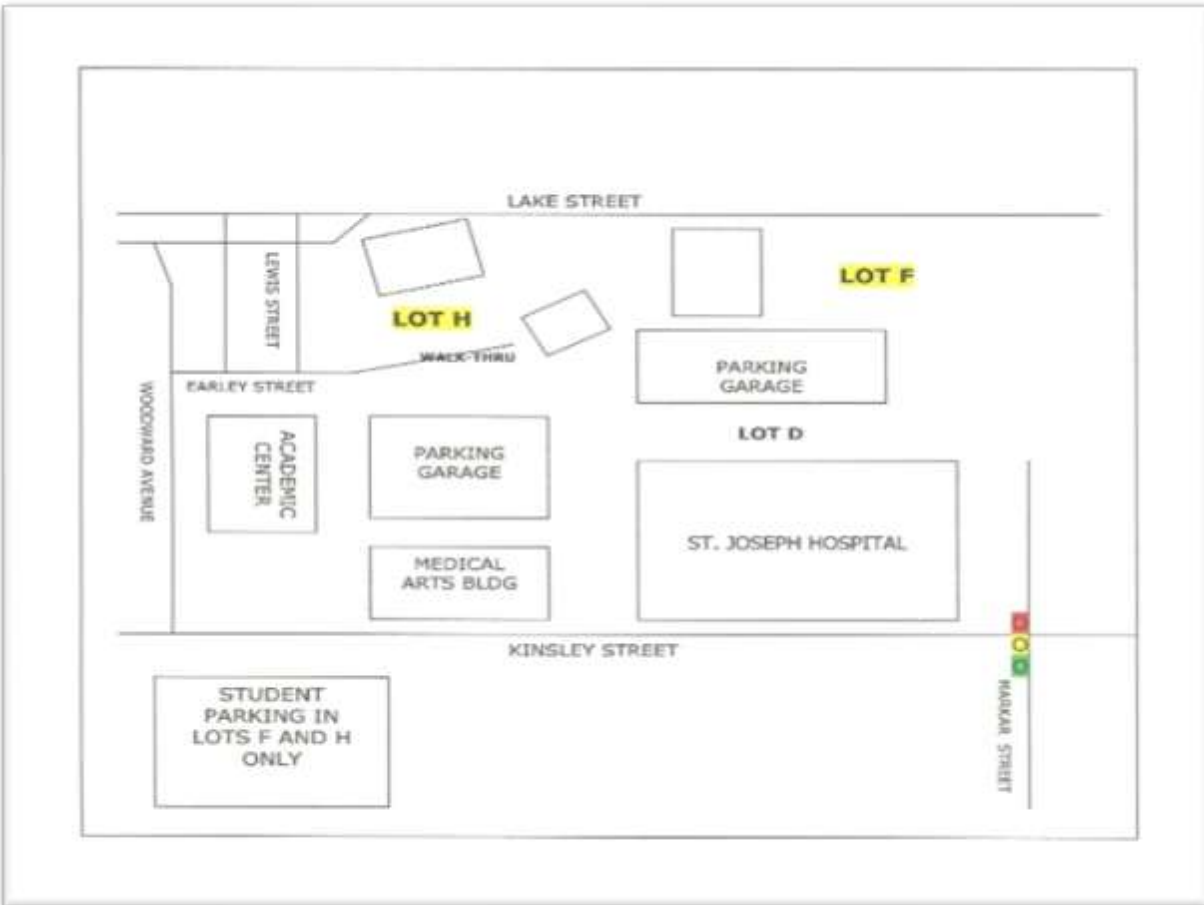 LAKE STREET
LEWIS STREET
LOT F
LOT H
WALK-THRU
PARKING
GARAGE
EARLEY STREET
WOODWARD AVENUE
ACADEMIC
CENTER
PARKING
GARAGE
LOT D
MEDICAL
ARTS BLDG
ST. JOSEPH HOSPITAL
KINSLEY STREET
MARKAR STREET
STUDENT
PARKING IN
LOTS F AND H
ONLY